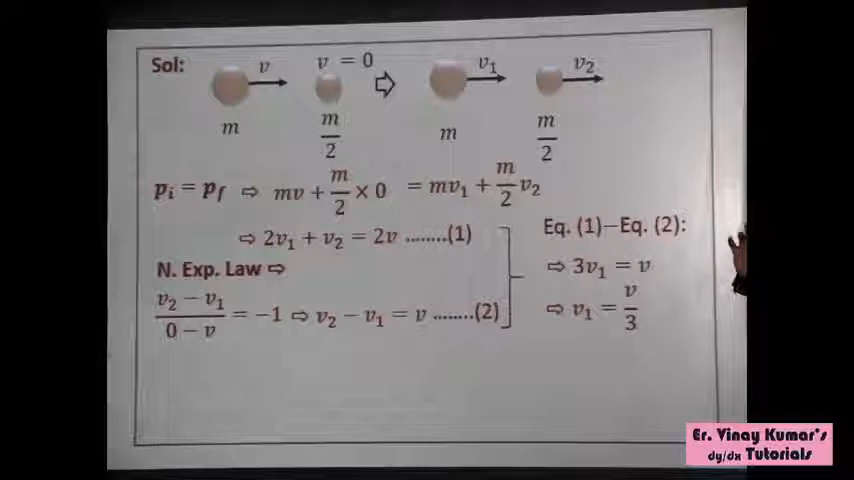 Sol: v v = 0 ⇨ v₁ v₂
m m/2 m m/2
pᵢ = p_f ⇨ mv + m/2 × 0 = mv₁ + m/2 v₂
⇨ 2v₁ + v₂ = 2v ........(1)
N. Exp. Law ⇨
(v₂ − v₁)/(0 − v) = −1 ⇨ v₂ − v₁ = v ........(2)
Eq. (1)−Eq. (2):
⇨ 3v₁ = v
⇨ v₁ = v/3
Er. Vinay Kumar's
dy/dx Tutorials